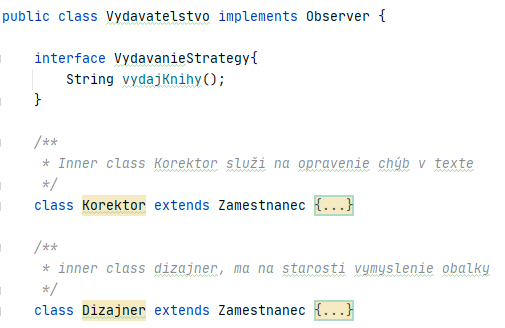 public class Vydavatelstvo implements Observer {
interface VydavanieStrategy{
String vydajKnihy();
}
/**
* Inner class Korektor služi na opravenie chýb v texte
*/
class Korektor extends Zamestnanec {...}
/**
* inner class dizajner, ma na starosti vymyslenie obalky
*/
class Dizajner extends Zamestnanec {...}